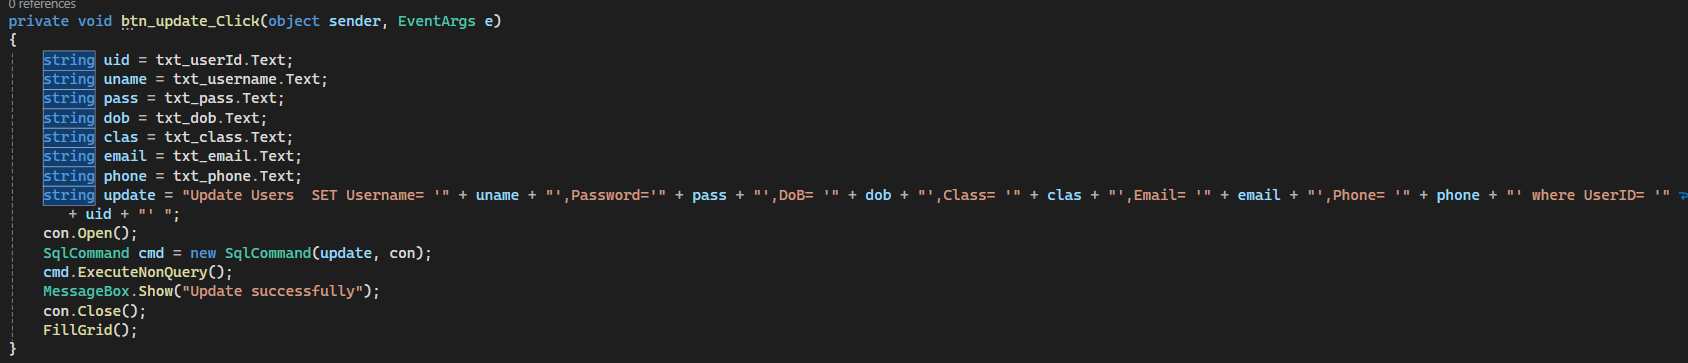 0 references
private void btn_update_Click(object sender, EventArgs e)
{
string uid = txt_userId.Text;
string uname = txt_username.Text;
string pass = txt_pass.Text;
string dob = txt_dob.Text;
string clas = txt_class.Text;
string email = txt_email.Text;
string phone = txt_phone.Text;
string update = "Update Users  SET Username= '" + uname + "',Password='" + pass + "',DoB= '" + dob + "',Class= '" + clas + "',Email= '" + email + "',Phone= '" + phone + "' where UserID= '"
+ uid + "' ";
con.Open();
SqlCommand cmd = new SqlCommand(update, con);
cmd.ExecuteNonQuery();
MessageBox.Show("Update successfully");
con.Close();
FillGrid();
}